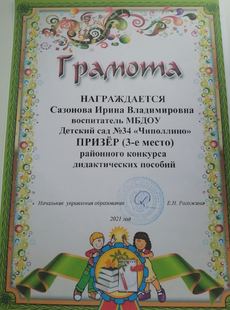 Грамота
НАГРАЖДАЕТСЯ
Сазонова Ирина Владимировна
воспитатель МБДОУ
Детский сад №34 «Чиполлино»
ПРИЗЁР (3-е место)
районного конкурса
дидактических пособий
Начальник управления образования Е.Н.
2021 год